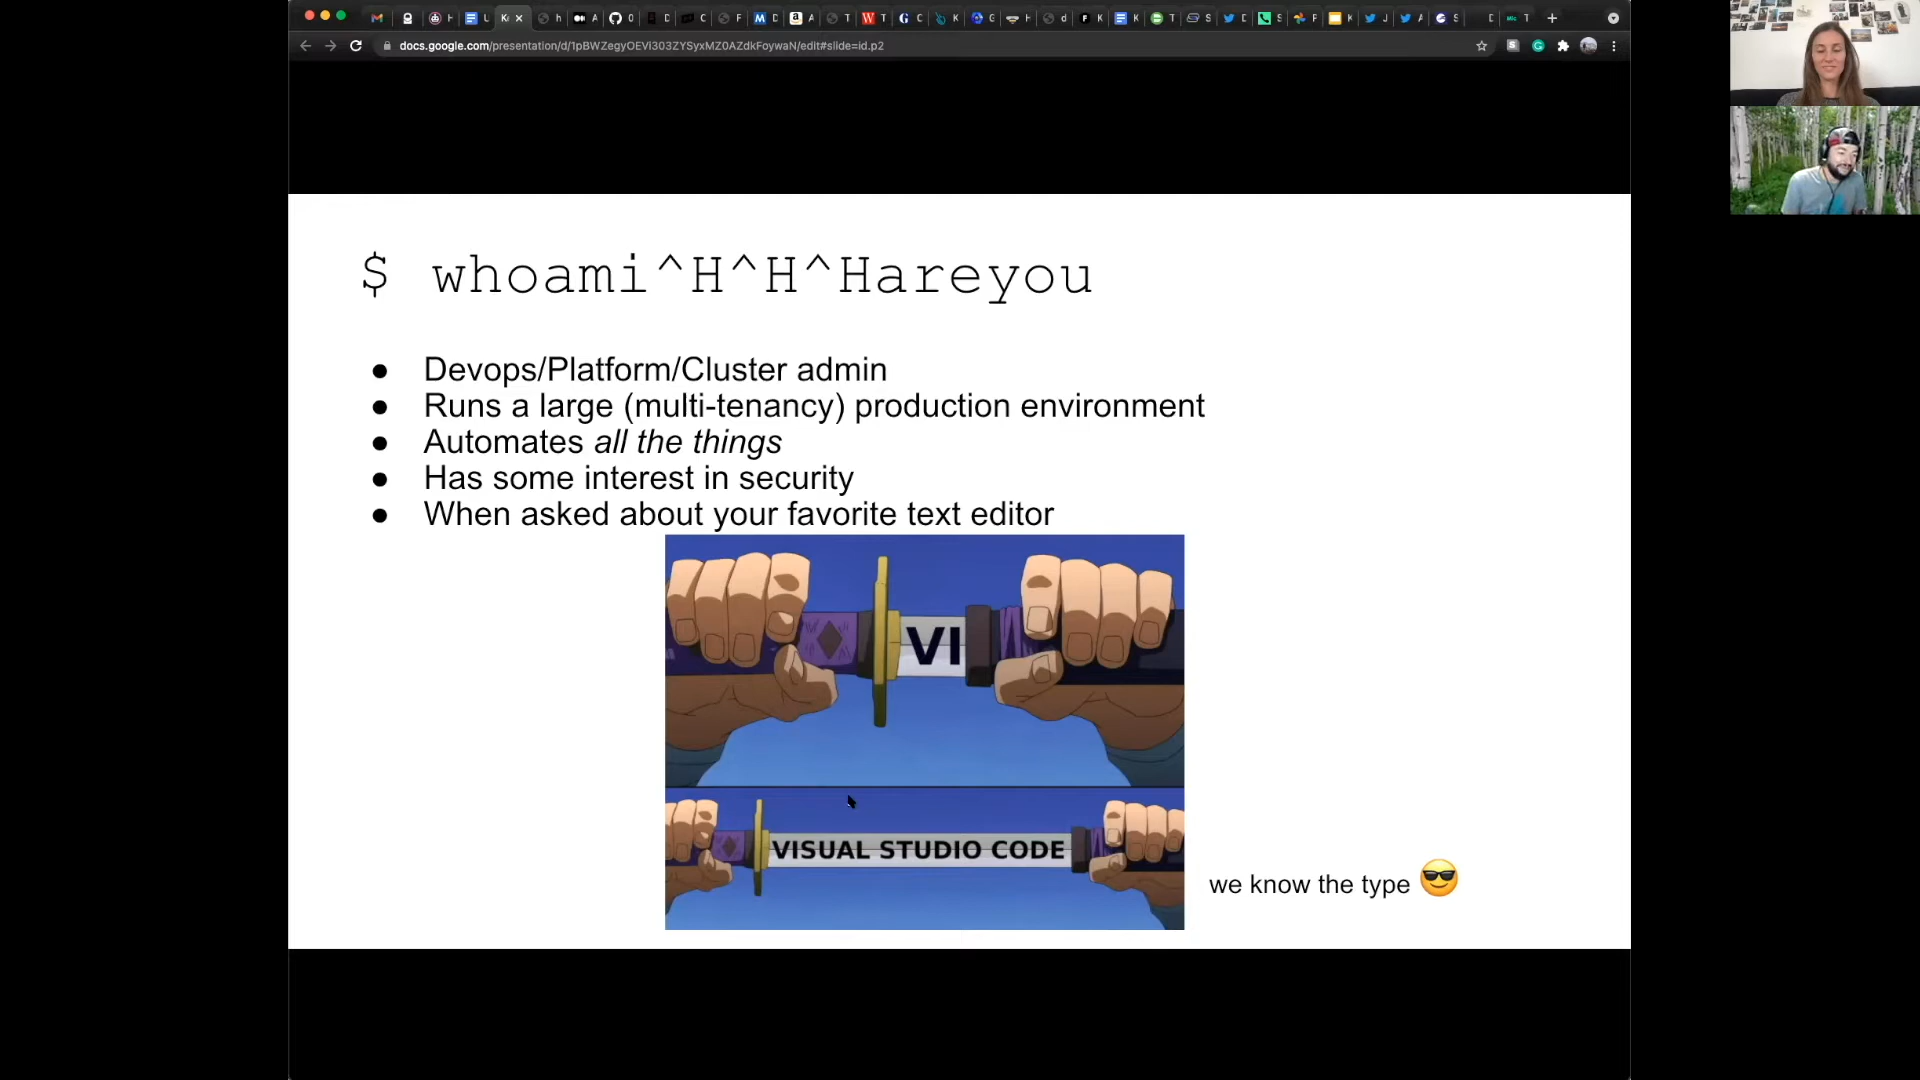 docs.google.com/presentation/d/1pBWZegyOEVI303ZYSyxMZ0AZdkFoywaN/edit#slide=id.p2
$ whoami^H^H^Hareyou
● Devops/Platform/Cluster admin
● Runs a large (multi-tenancy) production environment
● Automates all the things
● Has some interest in security
● When asked about your favorite text editor
VI
VISUAL STUDIO CODE
we know the type 😎